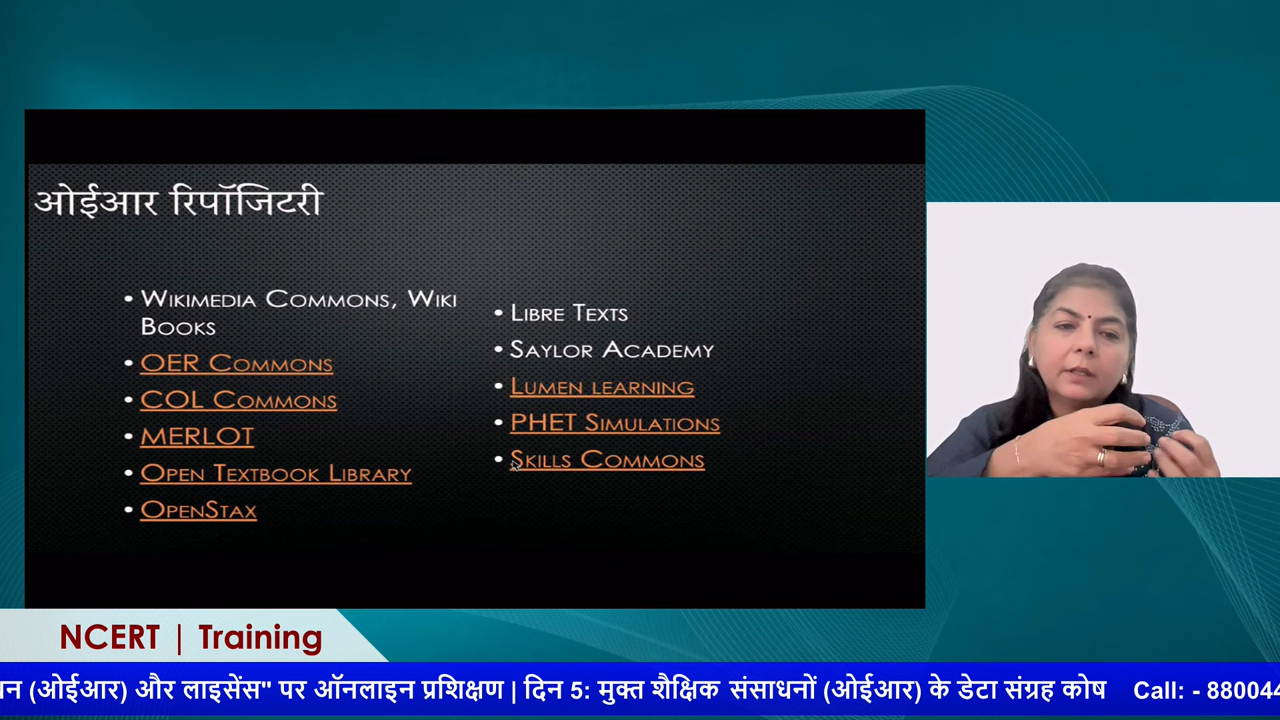 ओईआर रिपॉजिटरी
• Wikimedia Commons, Wiki
Books
• OER Commons
• COL Commons
• MERLOT
• Open Textbook Library
• OpenStax
• Libre Texts
• Saylor Academy
• Lumen learning
• PHET Simulations
• Skills Commons
NCERT | Training
(ओईआर) और लाइसेंस" पर ऑनलाइन प्रशिक्षण | दिन 5: मुक्त शैक्षिक संसाधनों (ओईआर) के डेटा संग्रह कोष Call: - 880044